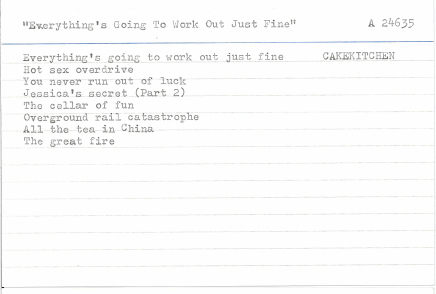 "Everything's Going To Work Out Just Fine" A 24635
Everything's going to work out just fine CAKEKITCHEN
Hot sex overdrive
You never run out of luck
Jessica's secret (Part 2)
The cellar of fun
Overground rail catastrophe
All the tea in China
The great fire